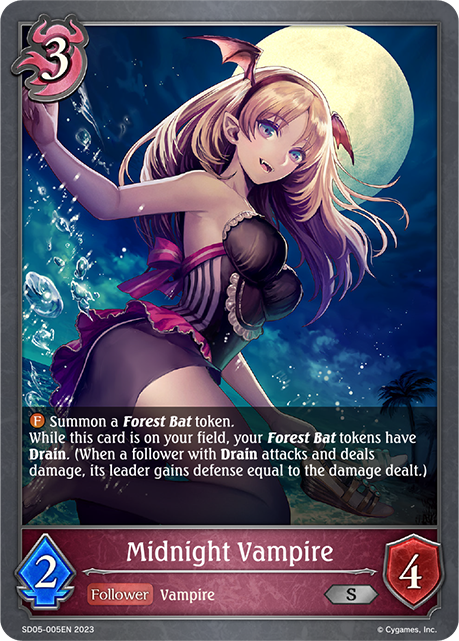 3
F Summon a Forest Bat token.
While this card is on your field, your Forest Bat tokens have
Drain. (When a follower with Drain attacks and deals
damage, its leader gains defense equal to the damage dealt.)
Midnight Vampire
2
Follower Vampire
S
4
SD05-005EN 2023
© Cygames, Inc.